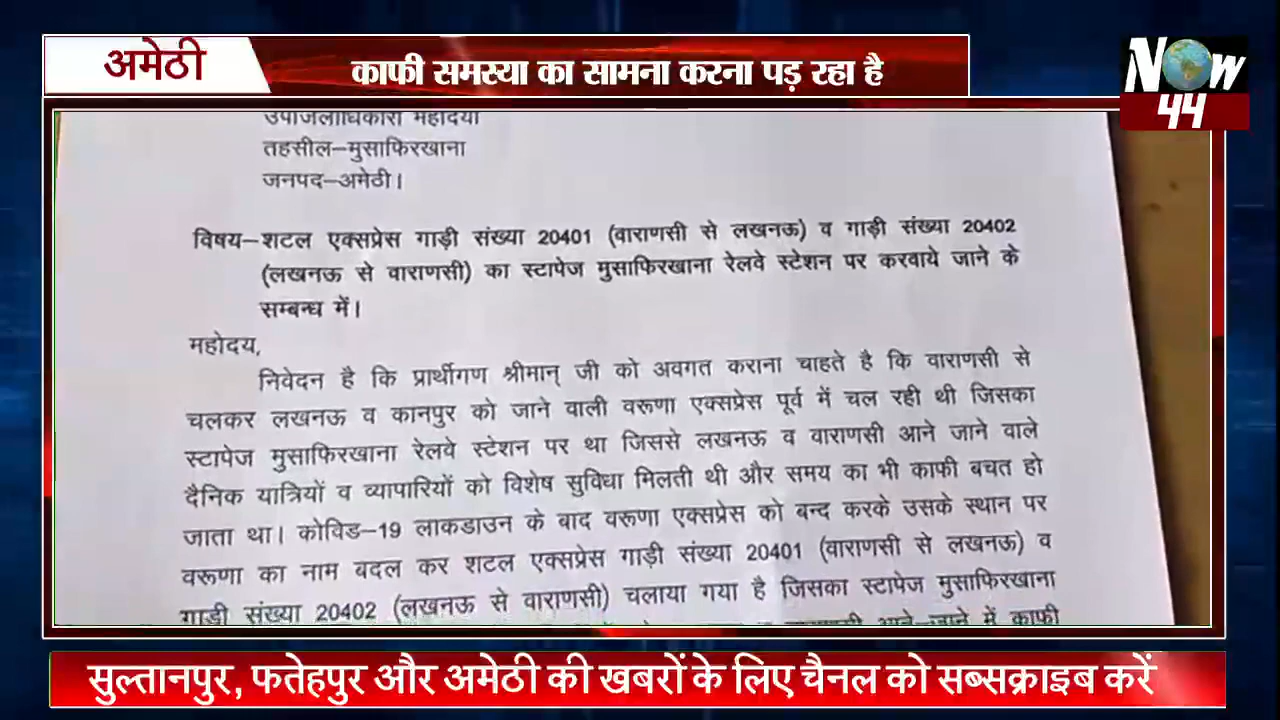 अमेठी
काफी समस्या का सामना करना पड़ रहा है
NOW
44
उपजिलाधिकारी महोदया
तहसील–मुसाफिरखाना
जनपद–अमेठी।
विषय–शटल एक्सप्रेस गाड़ी संख्या 20401 (वाराणसी से लखनऊ) व गाड़ी संख्या 20402
(लखनऊ से वाराणसी) का स्टापेज मुसाफिरखाना रेलवे स्टेशन पर करवाये जाने के
सम्बन्ध में।
महोदय,
निवेदन है कि प्रार्थीगण श्रीमान् जी को अवगत कराना चाहते है कि वाराणसी से
चलकर लखनऊ व कानपुर को जाने वाली वरूणा एक्सप्रेस पूर्व में चल रही थी जिसका
स्टापेज मुसाफिरखाना रेलवे स्टेशन पर था जिससे लखनऊ व वाराणसी आने जाने वाले
दैनिक यात्रियों व व्यापारियों को विशेष सुविधा मिलती थी और समय का भी काफी बचत हो
जाता था। कोविड–19 लाकडाउन के बाद वरूणा एक्सप्रेस को बन्द करके उसके स्थान पर
वरूणा का नाम बदल कर शटल एक्सप्रेस गाड़ी संख्या 20401 (वाराणसी से लखनऊ) व
गाड़ी संख्या 20402 (लखनऊ से वाराणसी) चलाया गया है जिसका स्टापेज मुसाफिरखाना
आने–जाने में काफी
सुल्तानपुर, फतेहपुर और अमेठी की खबरों के लिए चैनल को सब्सक्राइब करें